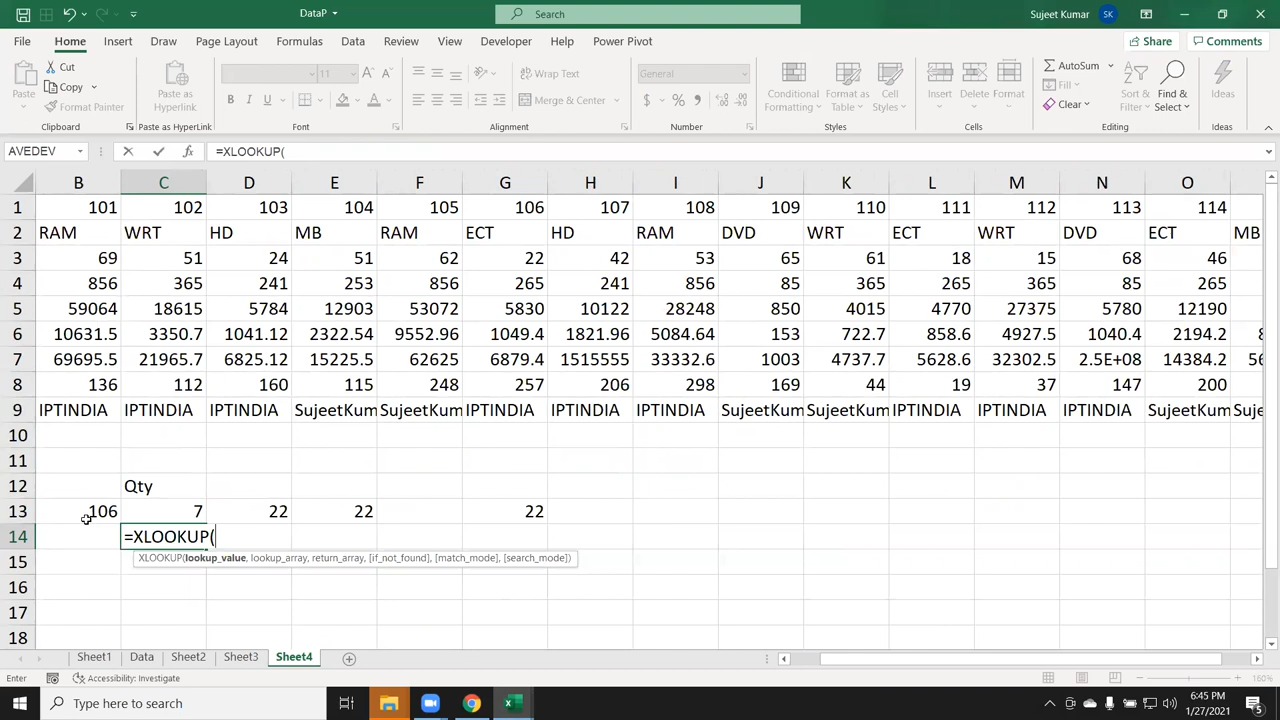 DataP
Search
Sujeet Kumar
SK
File
Home
Insert
Draw
Page Layout
Formulas
Data
Review
View
Developer
Help
Power Pivot
Share
Comments
Paste
Cut
Copy
Format Painter
Clipboard
Paste as Hyperlink
Paste as HyperLink
11
B I U
Font
Wrap Text
Merge & Center
Alignment
General
$ % ,
Number
Conditional Formatting
Format as Table
Cell Styles
Styles
Insert
Delete
Format
Cells
AutoSum
Fill
Clear
Sort & Filter
Find & Select
Editing
Ideas
Ideas
AVEDEV
fx
=XLOOKUP(
B C D E F G H I J K L M N O
1 101 102 103 104 105 106 107 108 109 110 111 112 113 114
2 RAM WRT HD MB RAM ECT HD RAM DVD WRT ECT WRT DVD ECT MB
3 69 51 24 51 62 22 42 53 65 61 18 15 68 46
4 856 365 241 253 856 265 241 856 85 365 265 365 85 265
5 59064 18615 5784 12903 53072 5830 10122 28248 850 4015 4770 27375 5780 12190
6 10631.5 3350.7 1041.12 2322.54 9552.96 1049.4 1821.96 5084.64 153 722.7 858.6 4927.5 1040.4 2194.2
7 69695.5 21965.7 6825.12 15225.5 62625 6879.4 1515555 33332.6 1003 4737.7 5628.6 32302.5 2.5E+08 14384.2
8 136 112 160 115 248 257 206 298 169 44 19 37 147 200
9 IPTINDIA IPTINDIA IPTINDIA SujeetKum SujeetKum IPTINDIA IPTINDIA IPTINDIA SujeetKum SujeetKum IPTINDIA IPTINDIA IPTINDIA SujeetKum Suje
10
11
12 Qty
13 106 7 22 22 22
14 =XLOOKUP(
XLOOKUP(lookup_value, lookup_array, return_array, [if_not_found], [match_mode], [search_mode])
15
16
17
18
Sheet1
Data
Sheet2
Sheet3
Sheet4
Enter
Accessibility: Investigate
160%
Type here to search
6:45 PM
1/27/2021